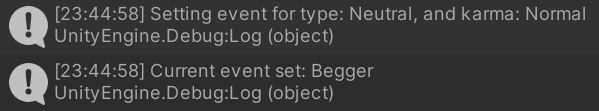 [23:44:58] Setting event for type: Neutral, and karma: Normal
UnityEngine.Debug:Log (object)
[23:44:58] Current event set: Begger
UnityEngine.Debug:Log (object)